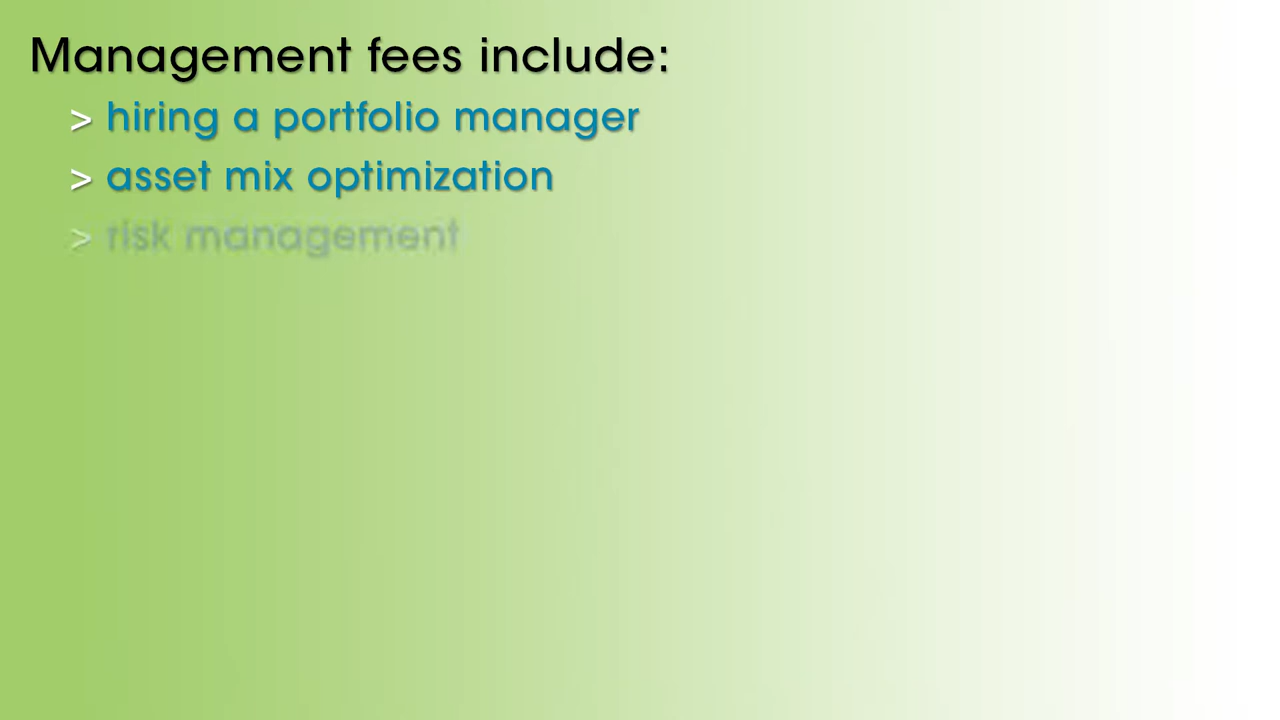 Management fees include:
> hiring a portfolio manager
> asset mix optimization
> risk management